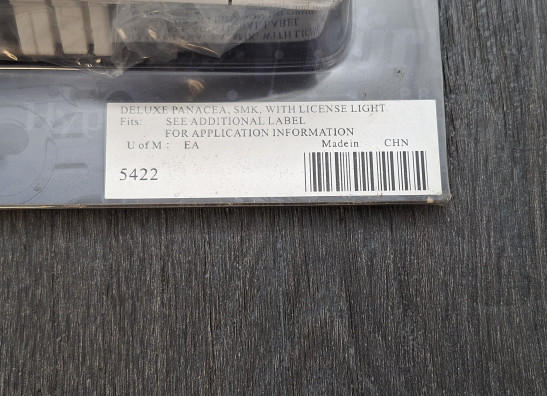 DELUXE PANACEA, SMK, WITH LICENSE LIGHT
Fits: SEE ADDITIONAL LABEL
FOR APPLICATION INFORMATION
U of M : EA Madein CHN
5422